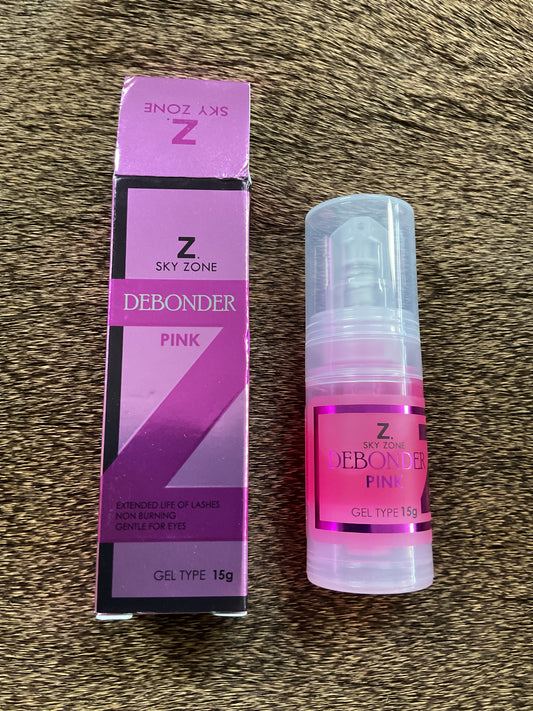 SKY ZONE
Z.
Z.
SKY ZONE
DEBONDER
PINK
EXTENDED LIFE OF LASHES
NON BURNING
GENTLE FOR EYES
GEL TYPE 15g
Z.
SKY ZONE
DEBONDER
PINK
GEL TYPE 15g